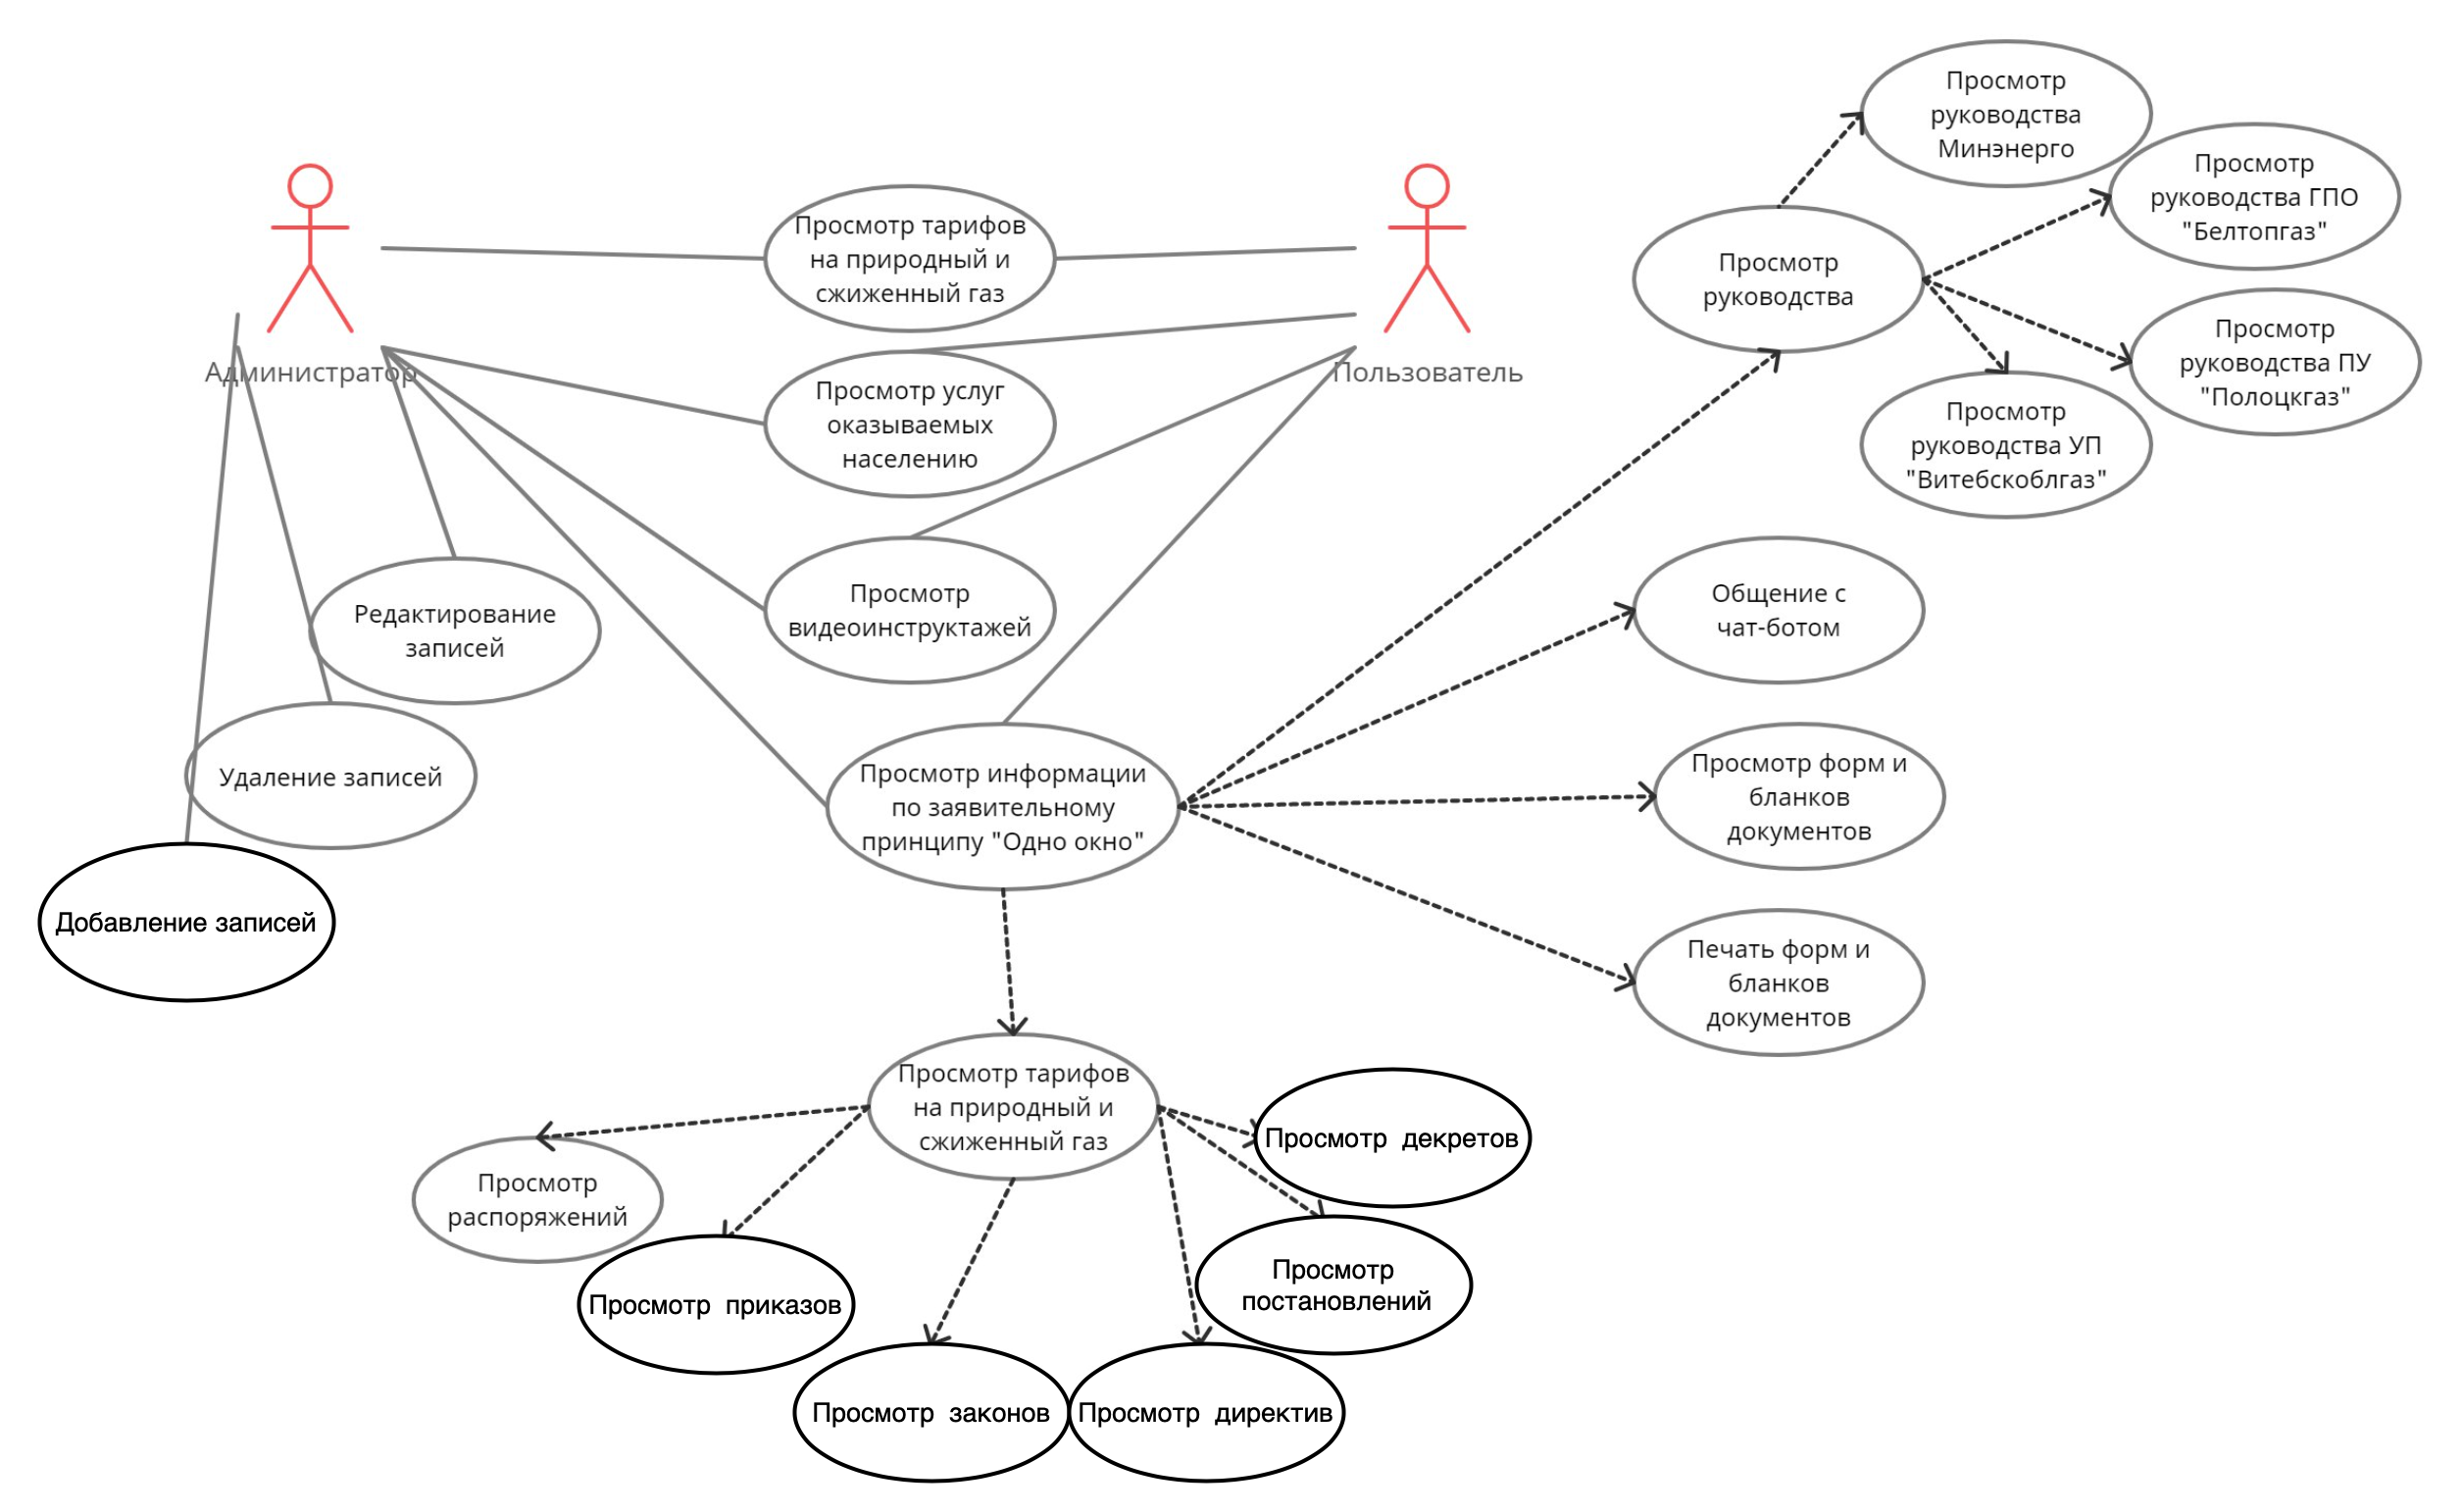 Просмотр
руководства
Минэнерго
Просмотр
руководства ГПО
"Белтопгаз"
Просмотр тарифов
на природный и
сжиженный газ
Просмотр
руководства
Просмотр
руководства ПУ
"Полоцкгаз"
Администратор
Пользователь
Просмотр услуг
оказываемых
населению
Просмотр
руководства УП
"Витебскоблгаз"
Редактирование
записей
Просмотр
видеоинструктажей
Общение с
чат-ботом
Удаление записей
Просмотр информации
по заявительному
принципу "Одно окно"
Просмотр форм и
бланков
документов
Добавление записей
Печать форм и
бланков
документов
Просмотр тарифов
на природный и
сжиженный газ
Просмотр декретов
Просмотр
распоряжений
Просмотр приказов
Просмотр
постановлений
Просмотр законов
Просмотр директив